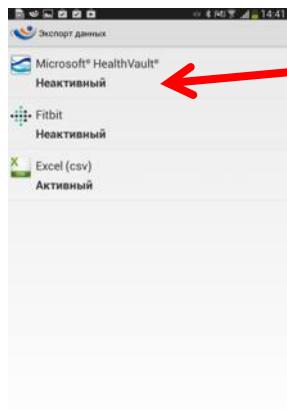 14:41
Экспорт данных
Microsoft® HealthVault®
Неактивный
Fitbit
Неактивный
Excel (csv)
Активный